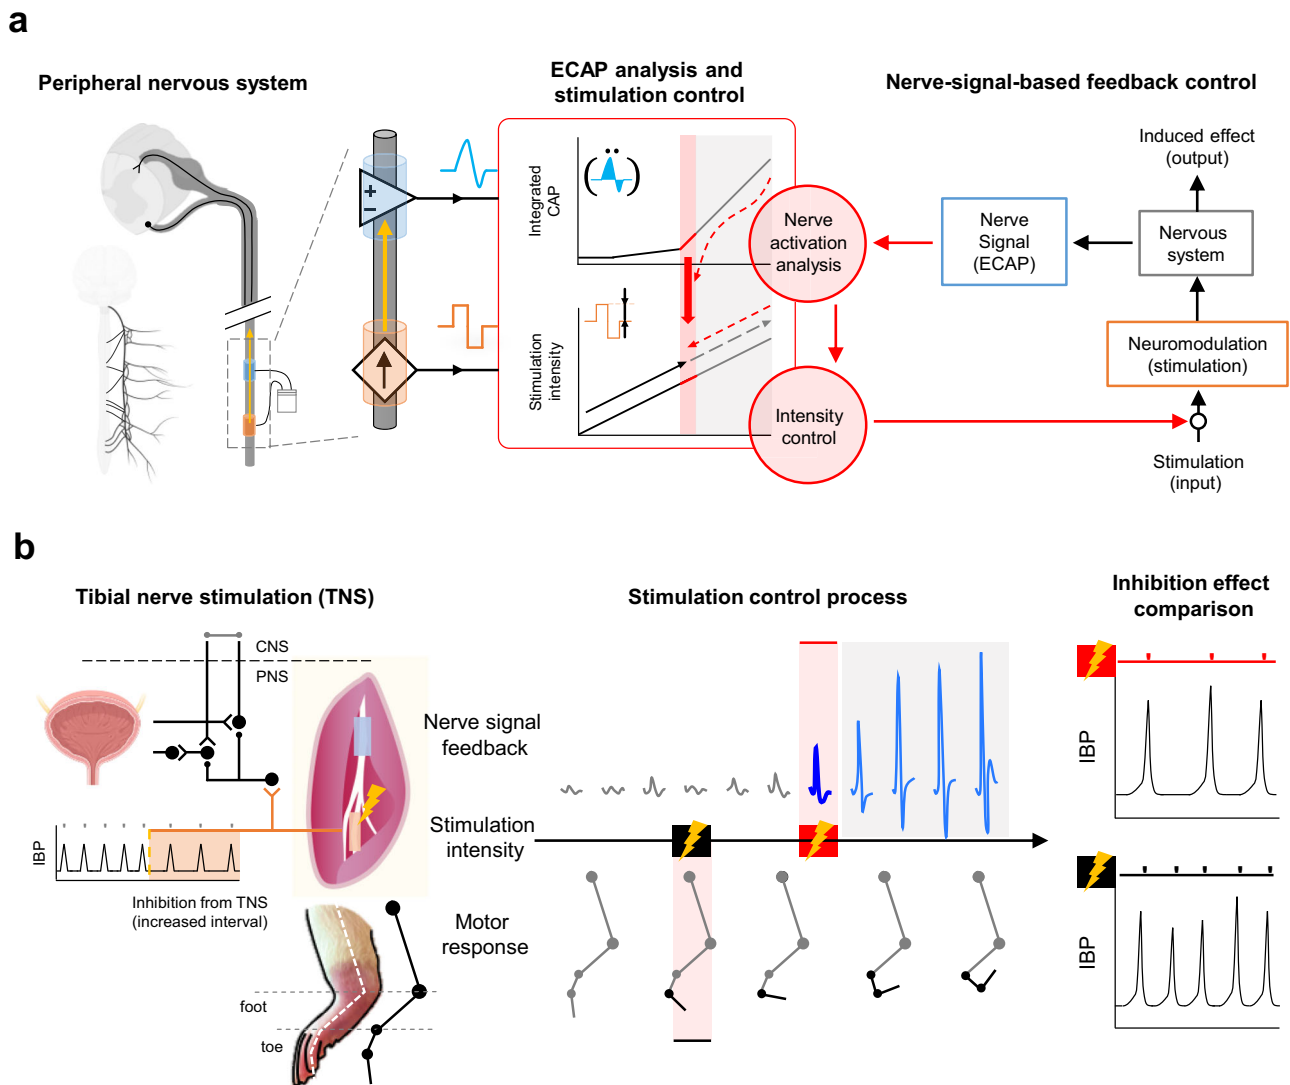 a
Peripheral nervous system
ECAP analysis and
stimulation control
Nerve-signal-based feedback control
Integrated
CAP
Stimulation
intensity
Nerve
activation
analysis
Intensity
control
Nerve
Signal
(ECAP)
Induced effect
(output)
Nervous
system
Neuromodulation
(stimulation)
Stimulation
(input)
b
Tibial nerve stimulation (TNS)
CNS
PNS
IBP
Inhibition from TNS
(increased interval)
foot
toe
Stimulation control process
Nerve signal
feedback
Stimulation
intensity
Motor
response
Inhibition effect
comparison
IBP
IBP